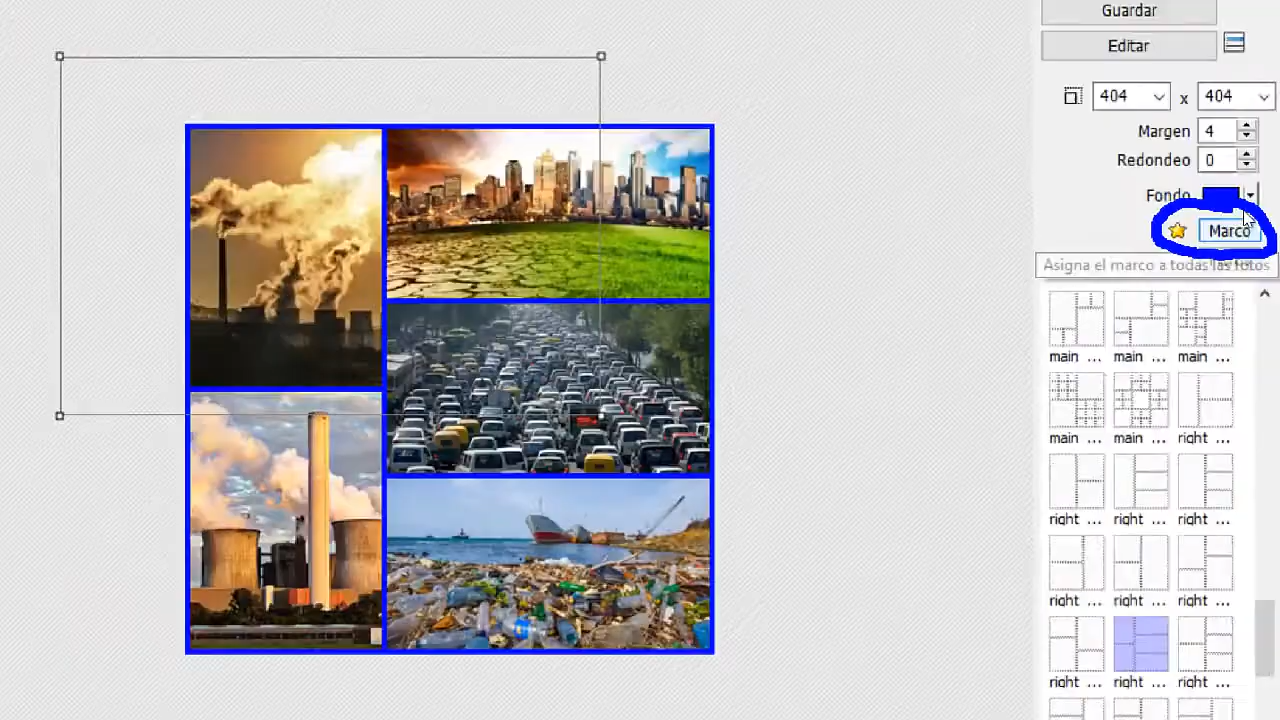 Guardar
Editar
404 x 404
Margen 4
Redondeo 0
Fondo
Marco
Asigna el marco a todas las fotos
main ... main ... main ...
main ... main ... right ...
right ... right ... right ...
right ... right ... right ...
right ... right ... right ...